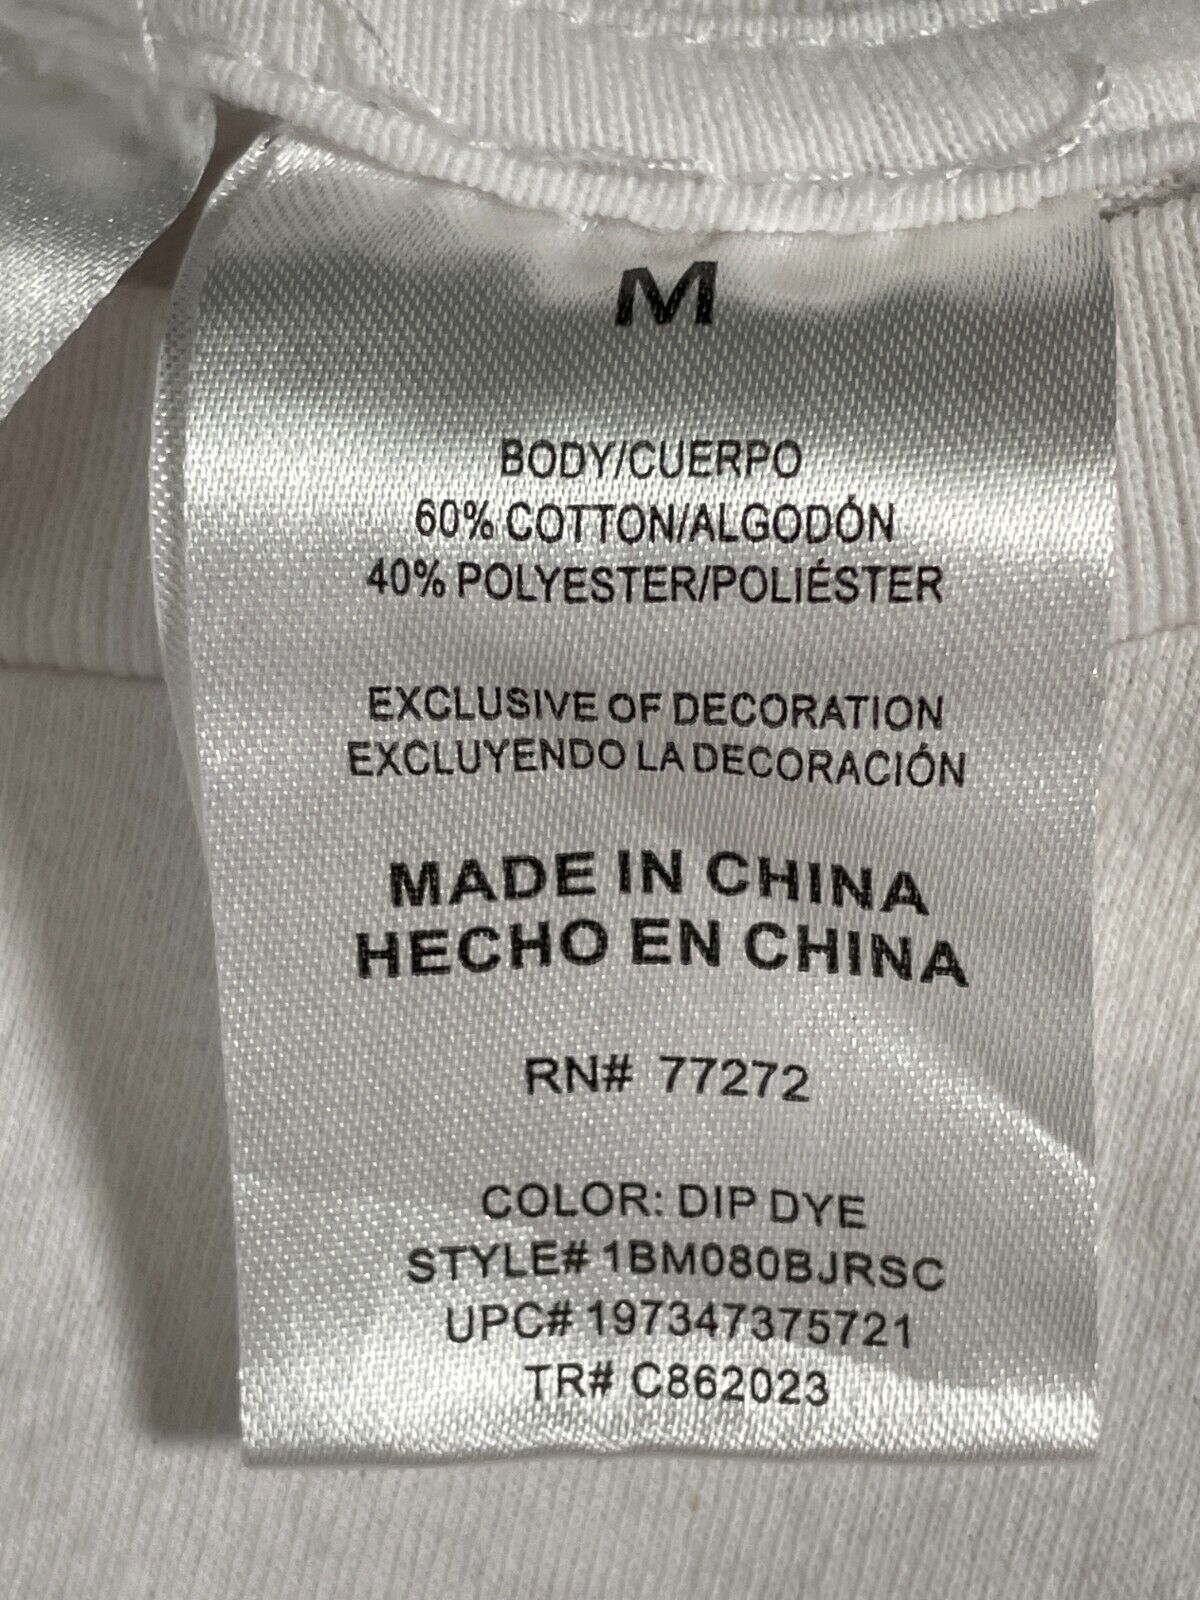 M
BODY/CUERPO
60% COTTON/ALGODÓN
40% POLYESTER/POLIÉSTER
EXCLUSIVE OF DECORATION
EXCLUYENDO LA DECORACIÓN
MADE IN CHINA
HECHO EN CHINA
RN# 77272
COLOR: DIP DYE
STYLE# 1BM080BJRSC
UPC# 197347375721
TR# C862023